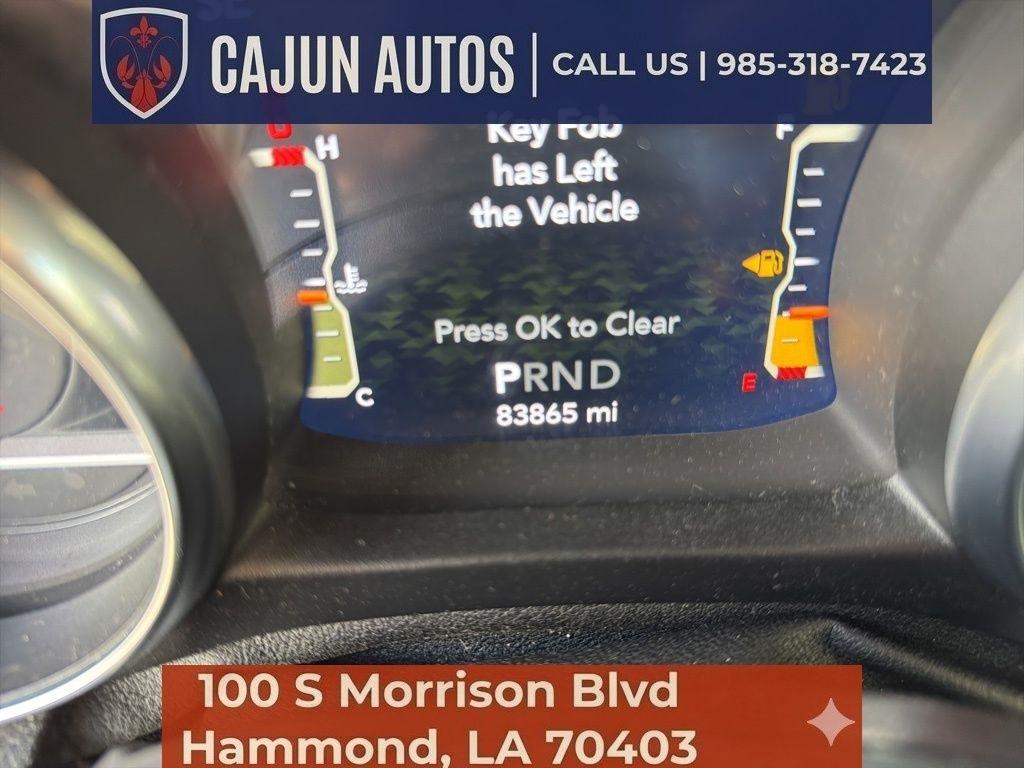 CAJUN AUTOS | CALL US | 985-318-7423
Key Fob
has Left
the Vehicle
H
F
Press OK to Clear
PRND
83865 mi
C
E
100 S Morrison Blvd
Hammond, LA 70403